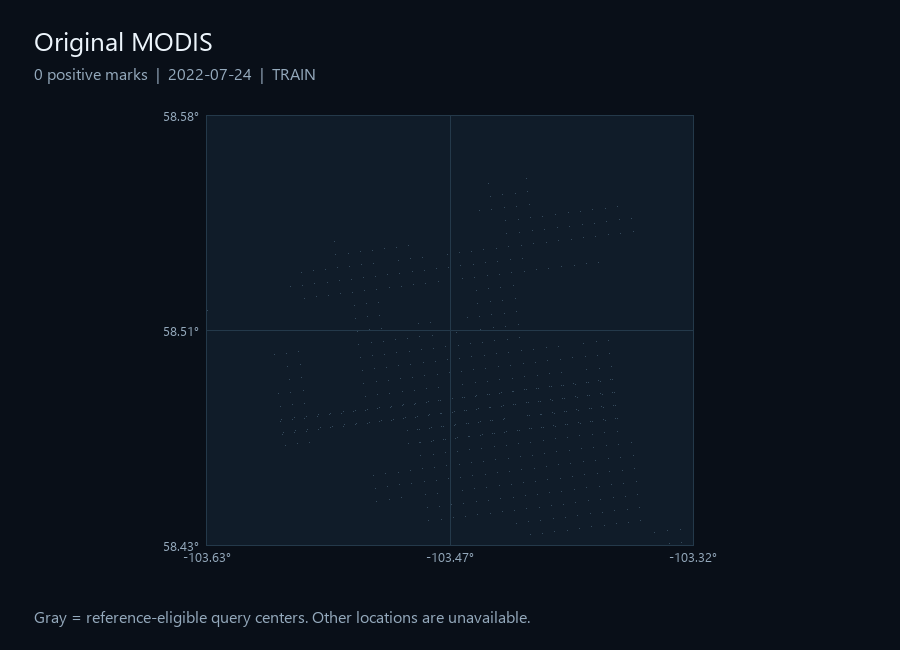 Original MODIS
0 positive marks | 2022-07-24 | TRAIN
58.58°
58.51°
58.43°
-103.63°
-103.47°
-103.32°
Gray = reference-eligible query centers. Other locations are unavailable.